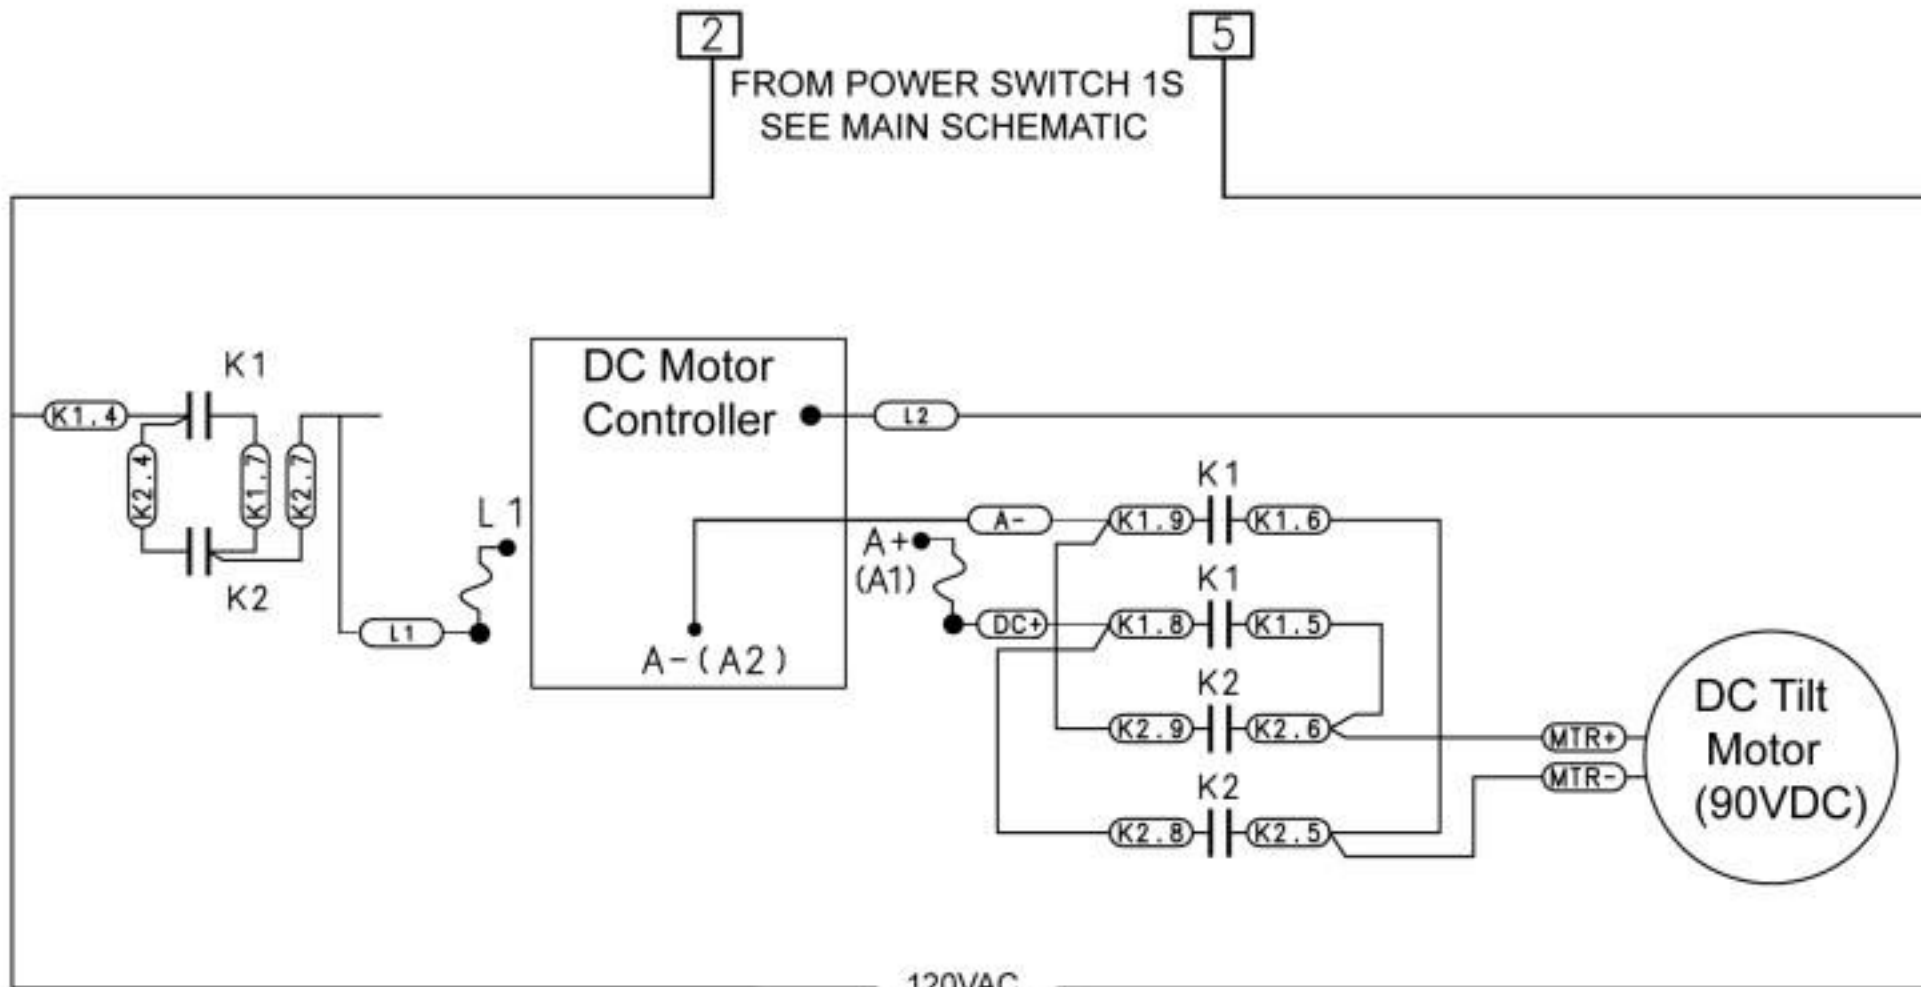 2
5
FROM POWER SWITCH 1S
SEE MAIN SCHEMATIC
K1
K1.4
K2.4
K1.7
K2.7
K2
L1
L1
DC Motor
Controller
L2
A-
A+
(A1)
DC+
A-(A2)
K1
K1.9
K1.6
K1
K1.8
K1.5
K2
K2.9
K2.6
K2
K2.8
K2.5
MTR+
MTR-
DC Tilt
Motor
(90VDC)
120VAC